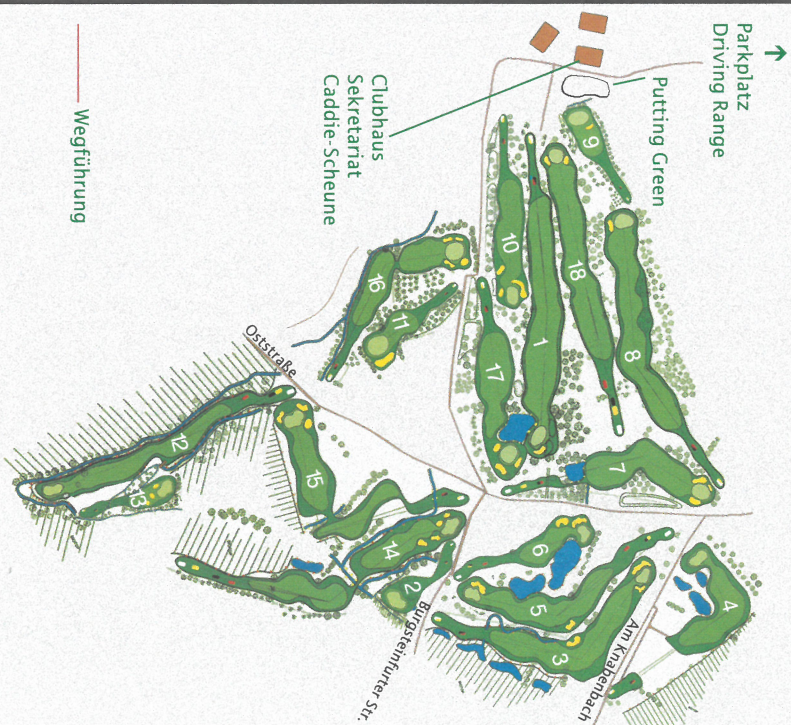 Parkplatz
Driving Range
Putting Green
Clubhaus
Sekretariat
Caddie-Scheune
Wegführung
9
10
18
1
8
16
11
17
7
Oststraße
12
13
15
14
2
6
5
3
4
Burgsteinfurter Str.
Am Knabenbach